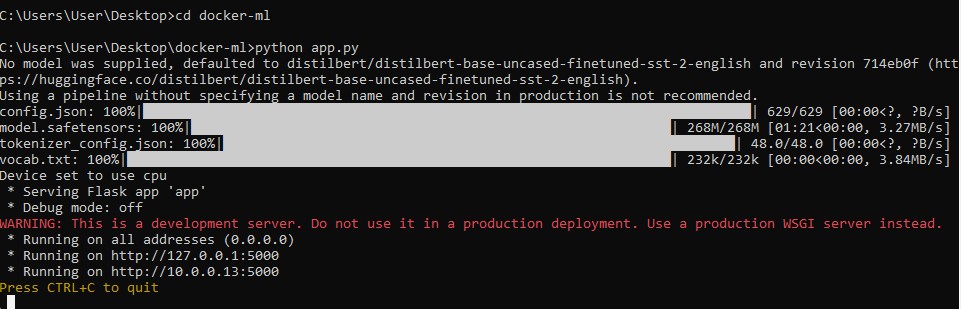 C:\Users\User\Desktop>cd docker-ml
C:\Users\User\Desktop\docker-ml>python app.py
No model was supplied, defaulted to distilbert/distilbert-base-uncased-finetuned-sst-2-english and revision 714eb0f (htt
ps://huggingface.co/distilbert/distilbert-base-uncased-finetuned-sst-2-english).
Using a pipeline without specifying a model name and revision in production is not recommended.
config.json: 100%| | 629/629 [00:00<?, ?B/s]
model.safetensors: 100%| | 268M/268M [01:21<00:00, 3.27MB/s]
tokenizer_config.json: 100%| | 48.0/48.0 [00:00<?, ?B/s]
vocab.txt: 100%| | 232k/232k [00:00<00:00, 3.84MB/s]
Device set to use cpu
 * Serving Flask app 'app'
 * Debug mode: off
WARNING: This is a development server. Do not use it in a production deployment. Use a production WSGI server instead.
 * Running on all addresses (0.0.0.0)
 * Running on http://127.0.0.1:5000
 * Running on http://10.0.0.13:5000
Press CTRL+C to quit